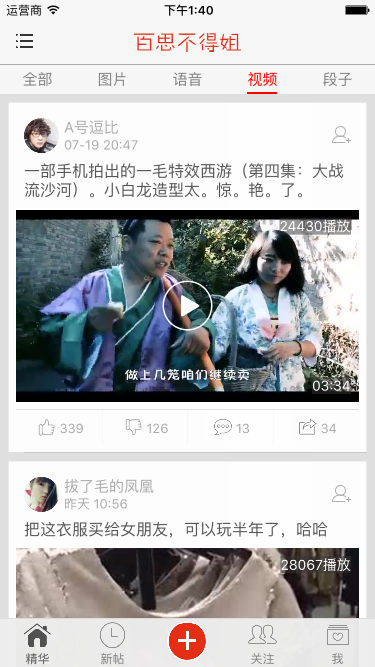 运营商 下午1:40
百思不得姐
全部 图片 语音 视频 段子
A号逗比
07-19 20:47
一部手机拍出的一毛特效西游（第四集：大战
流沙河）。小白龙造型太。惊。艳。了。
24430播放
做上几笼咱们继续卖
03:34
339 126 13 34
拔了毛的凤凰
昨天 10:56
把这衣服买给女朋友，可以玩半年了，哈哈
28067播放
精华 新帖 关注 我